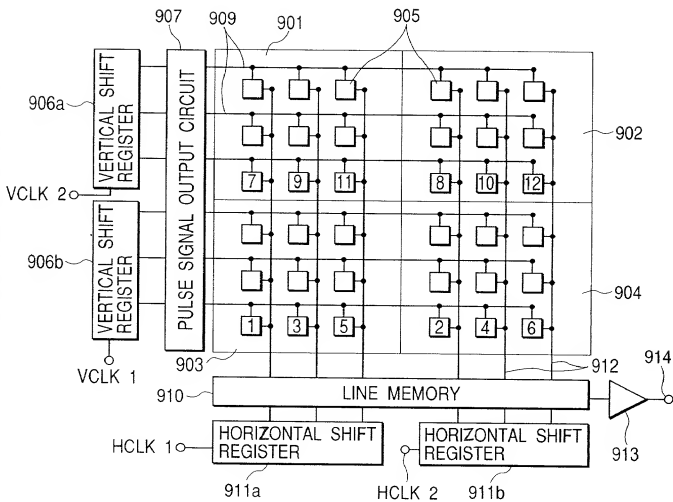 907
909
901
905
906a
VERTICAL SHIFT
REGISTER
VCLK 2
PULSE SIGNAL OUTPUT CIRCUIT
902
7 9 11 8 10 12
906b
VERTICAL SHIFT
REGISTER
VCLK 1
904
1 3 5 2 4 6
903
912
914
910
LINE MEMORY
913
HCLK 1
HORIZONTAL SHIFT
REGISTER
911a
HCLK 2
HORIZONTAL SHIFT
REGISTER
911b